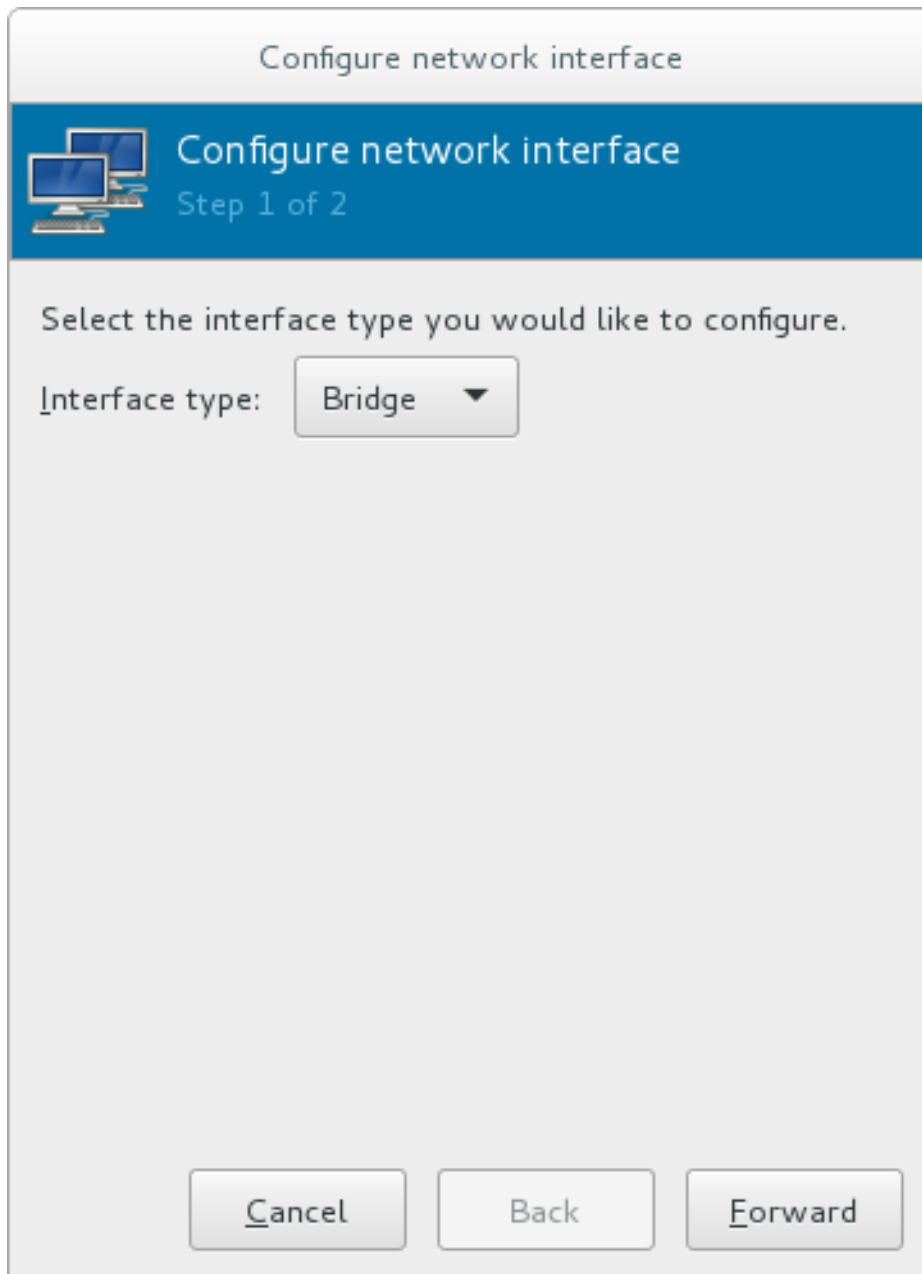 Configure network interface
Configure network interface
Step 1 of 2
Select the interface type you would like to configure.
Interface type: Bridge
Cancel Back Forward